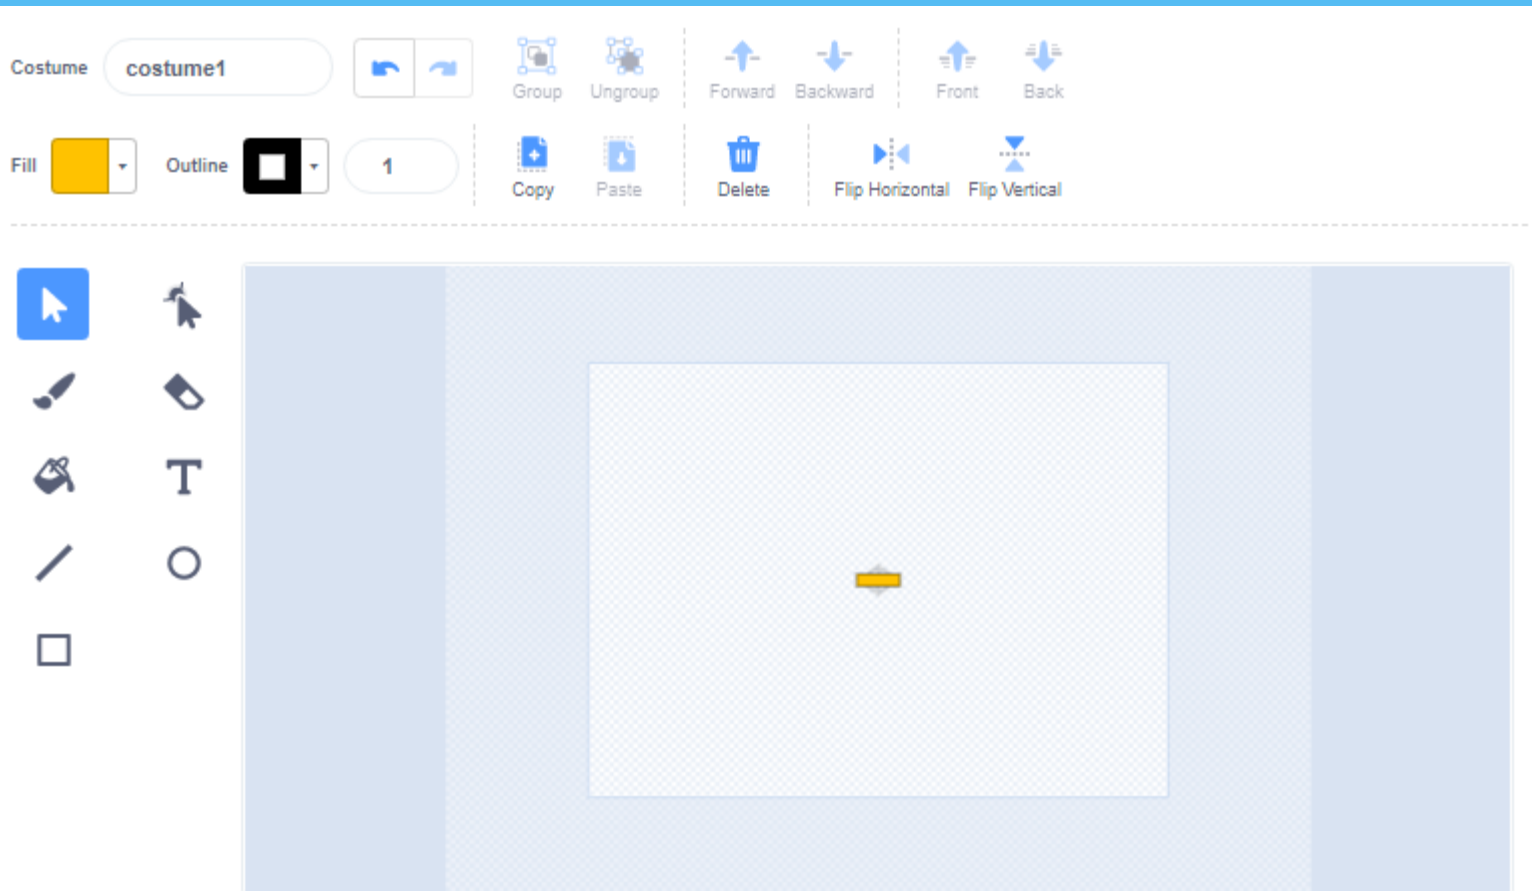 Costume costume1 Group Ungroup Forward Backward Front Back
Fill Outline 1 Copy Paste Delete Flip Horizontal Flip Vertical
T